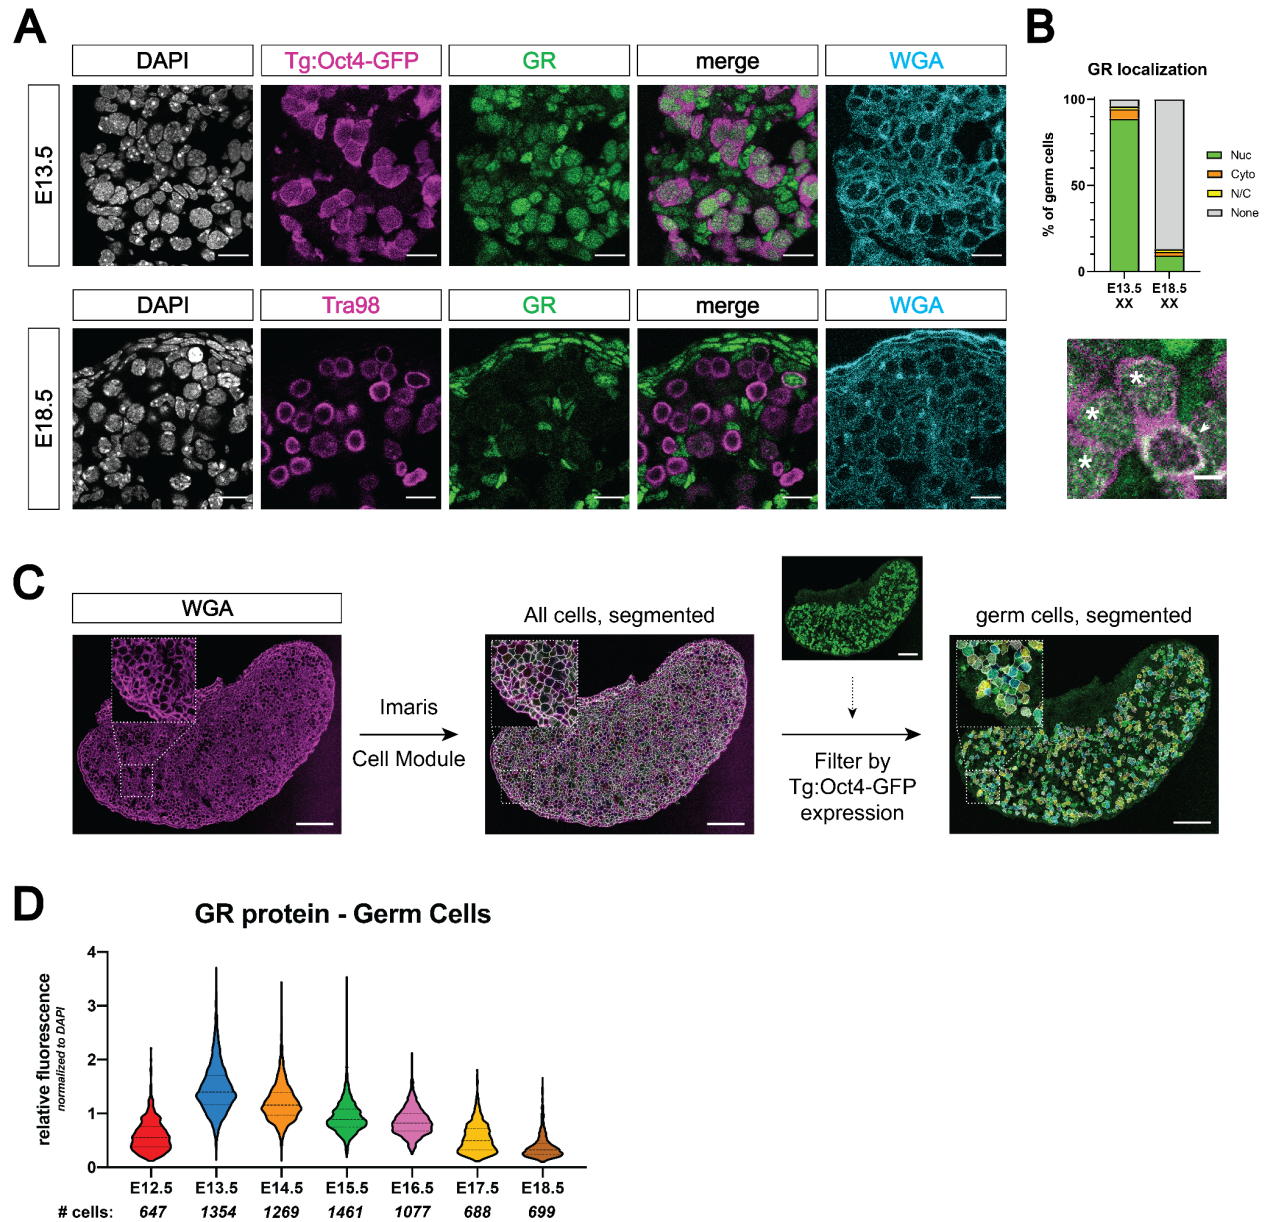 A
DAPI Tg:Oct4-GFP GR merge WGA
E13.5
DAPI Tra98 GR merge WGA
E18.5
B
GR localization
% of germ cells
100
50
0
E13.5 E18.5
XX XX
Nuc
Cyto
N/C
None
*
*
*
C
WGA
Imaris
Cell Module
All cells, segmented
Filter by
Tg:Oct4-GFP
expression
germ cells, segmented
D
GR protein - Germ Cells
relative fluorescence
normalized to DAPI
4
3
2
1
0
E12.5 E13.5 E14.5 E15.5 E16.5 E17.5 E18.5
# cells: 647 1354 1269 1461 1077 688 699